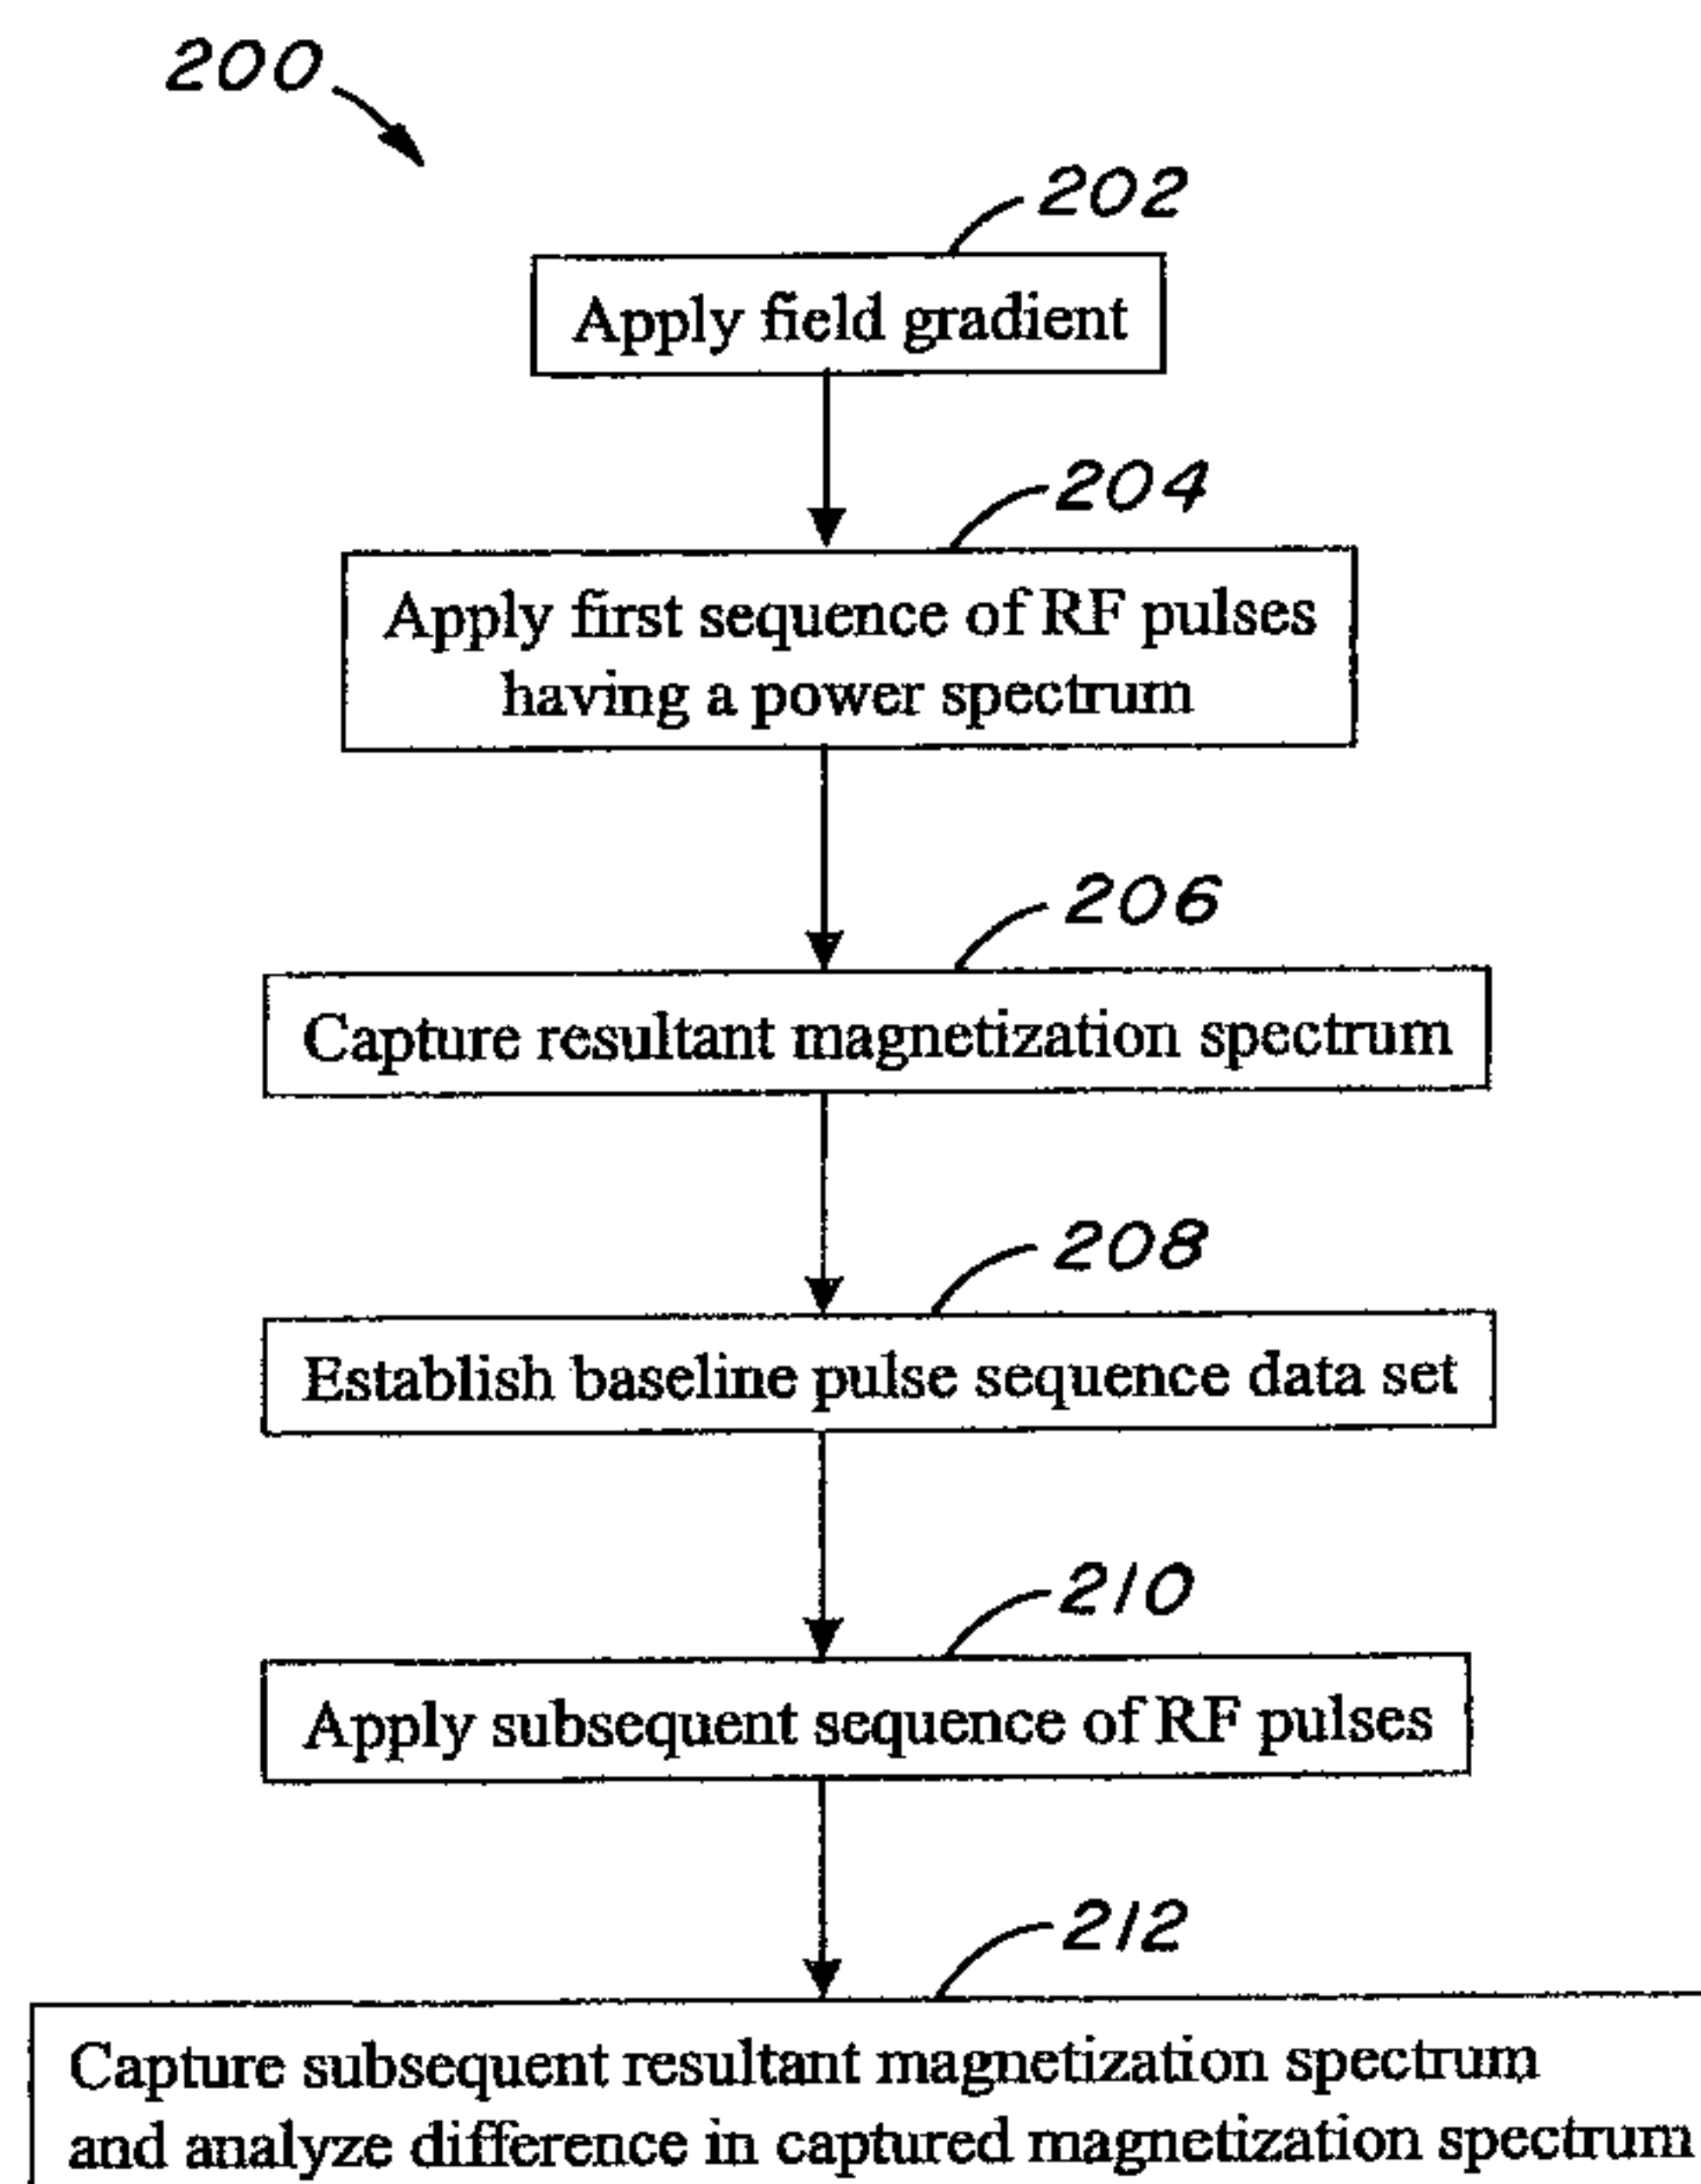 200
202
Apply field gradient
204
Apply first sequence of RF pulses
having a power spectrum
206
Capture resultant magnetization spectrum
208
Establish baseline pulse sequence data set
210
Apply subsequent sequence of RF pulses
212
Capture subsequent resultant magnetization spectrum
and analyze difference in captured magnetization spectrum